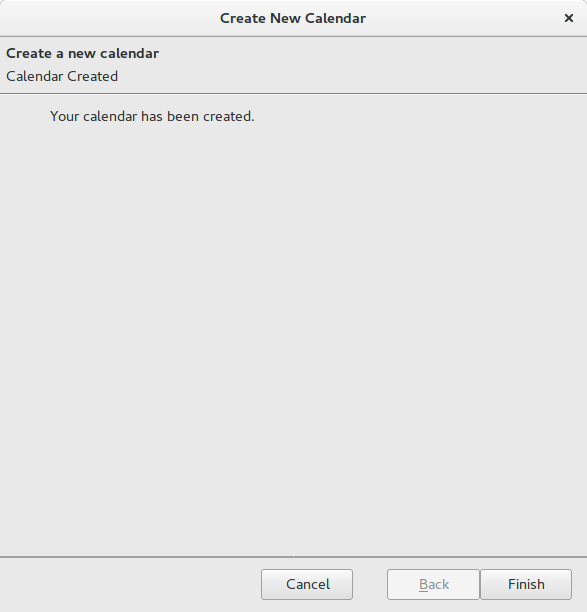 Create New Calendar
Create a new calendar
Calendar Created
Your calendar has been created.
Cancel
Back
Finish